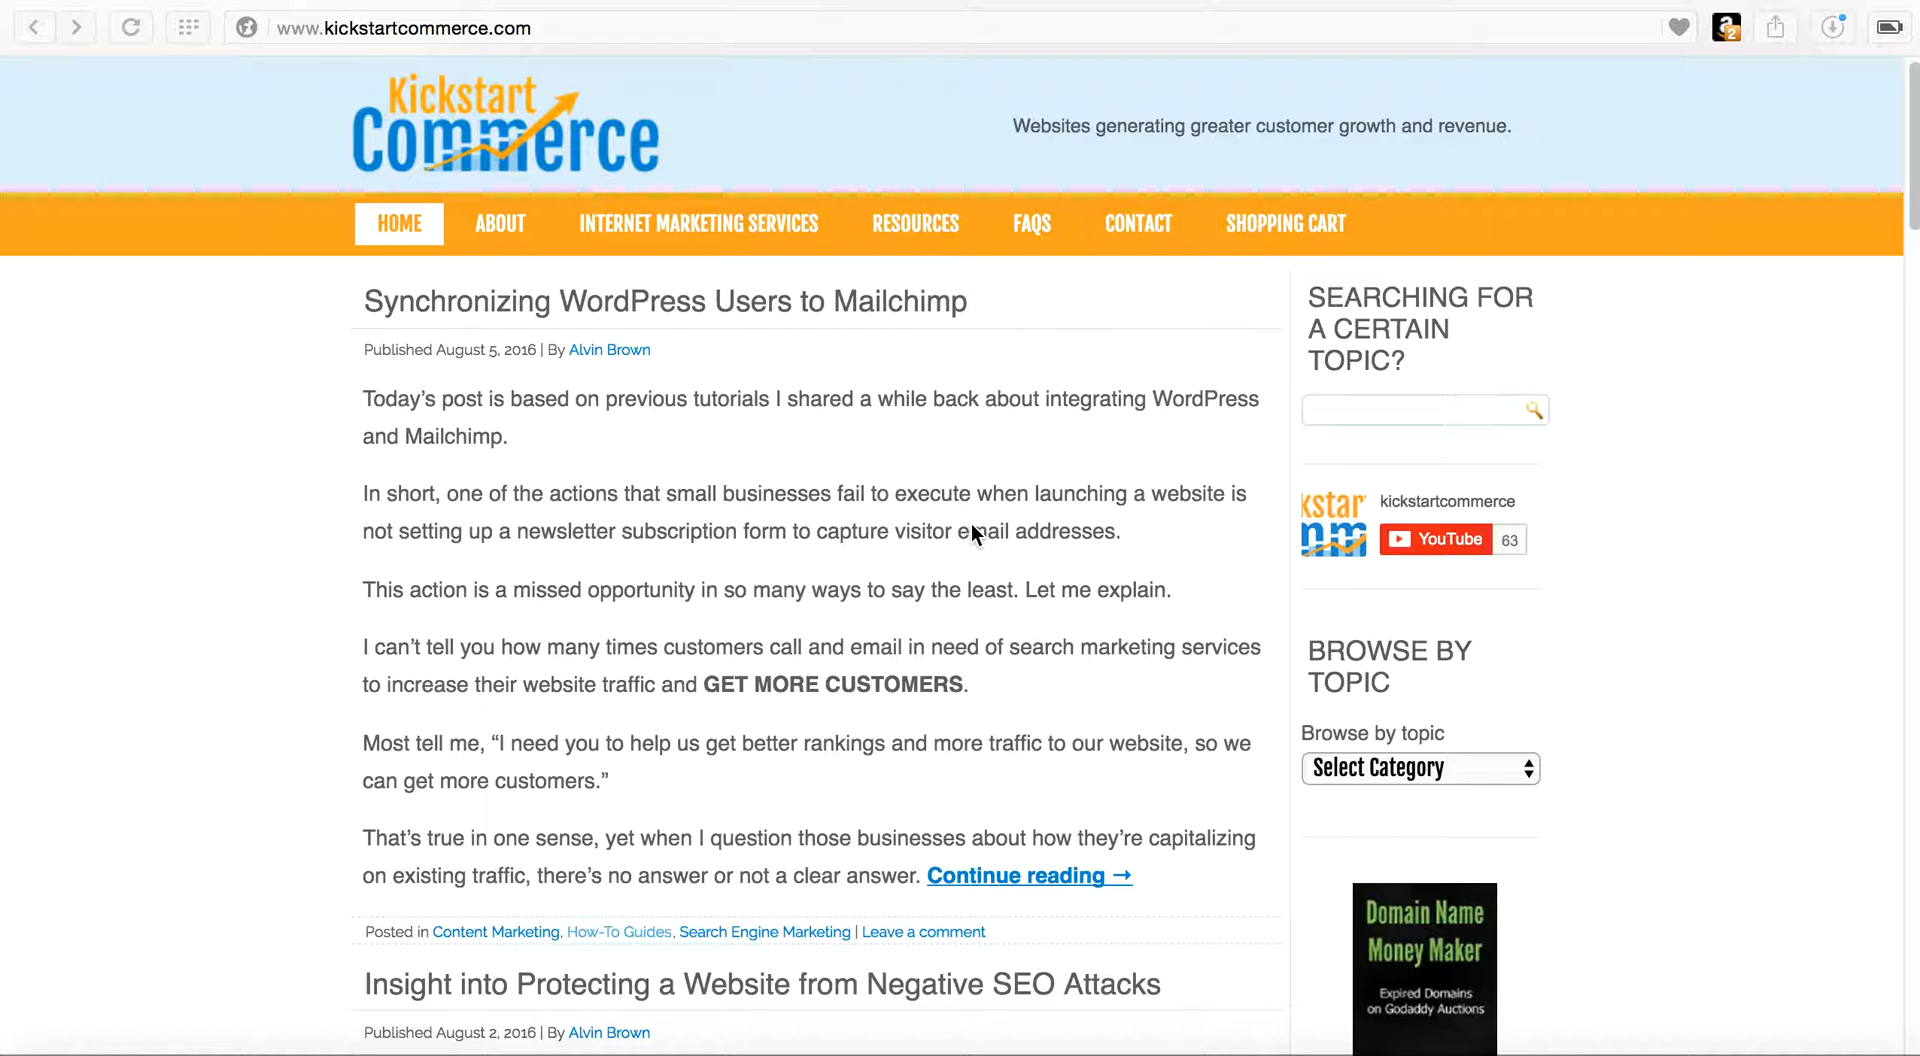 www.kickstartcommerce.com
2
Kickstart
Commerce
Websites generating greater customer growth and revenue.
HOME ABOUT INTERNET MARKETING SERVICES RESOURCES FAQS CONTACT SHOPPING CART
Synchronizing WordPress Users to Mailchimp
Published August 5, 2016 | By Alvin Brown
Today’s post is based on previous tutorials I shared a while back about integrating WordPress
and Mailchimp.
In short, one of the actions that small businesses fail to execute when launching a website is
not setting up a newsletter subscription form to capture visitor email addresses.
This action is a missed opportunity in so many ways to say the least. Let me explain.
I can’t tell you how many times customers call and email in need of search marketing services
to increase their website traffic and GET MORE CUSTOMERS.
Most tell me, “I need you to help us get better rankings and more traffic to our website, so we
can get more customers.”
That’s true in one sense, yet when I question those businesses about how they’re capitalizing
on existing traffic, there’s no answer or not a clear answer. Continue reading →
Posted in Content Marketing, How-To Guides, Search Engine Marketing | Leave a comment
Insight into Protecting a Website from Negative SEO Attacks
Published August 2, 2016 | By Alvin Brown
SEARCHING FOR
A CERTAIN
TOPIC?
kstar
nm
kickstartcommerce
YouTube 63
BROWSE BY
TOPIC
Browse by topic
Select Category
Domain Name
Money Maker
Expired Domains
on Godaddy Auctions